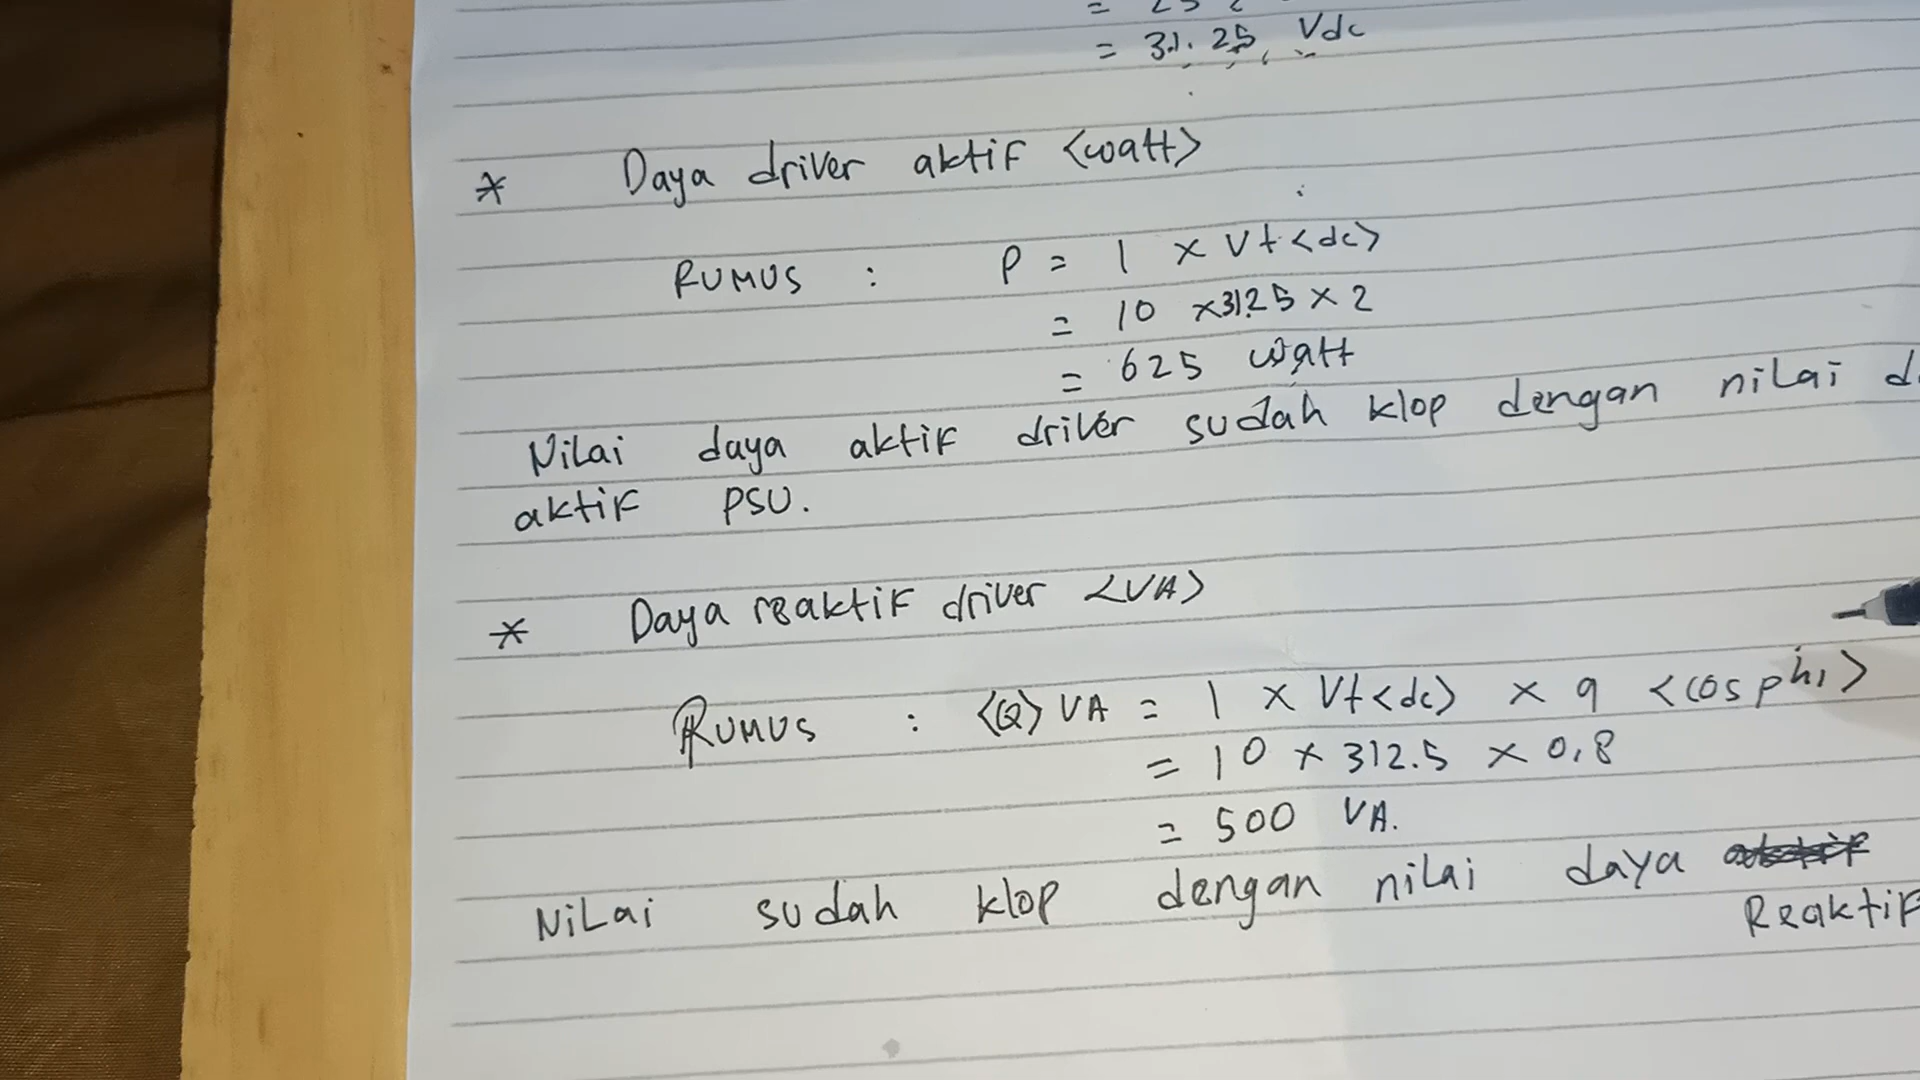 = 31.25 Vdc
* Daya driver aktif <watt>
RUMUS : P = I x Vt<dc>
= 10 x 31.25 x 2
= 625 watt
Nilai daya aktif driver sudah klop dengan nilai
aktif PSU.
* Daya reaktif driver <VA>
RUMUS : <Q> VA = I x Vt<dc> x 9 <cos phi>
= 10 x 312.5 x 0,8
= 500 VA.
Nilai sudah klop dengan nilai daya
Reaktif